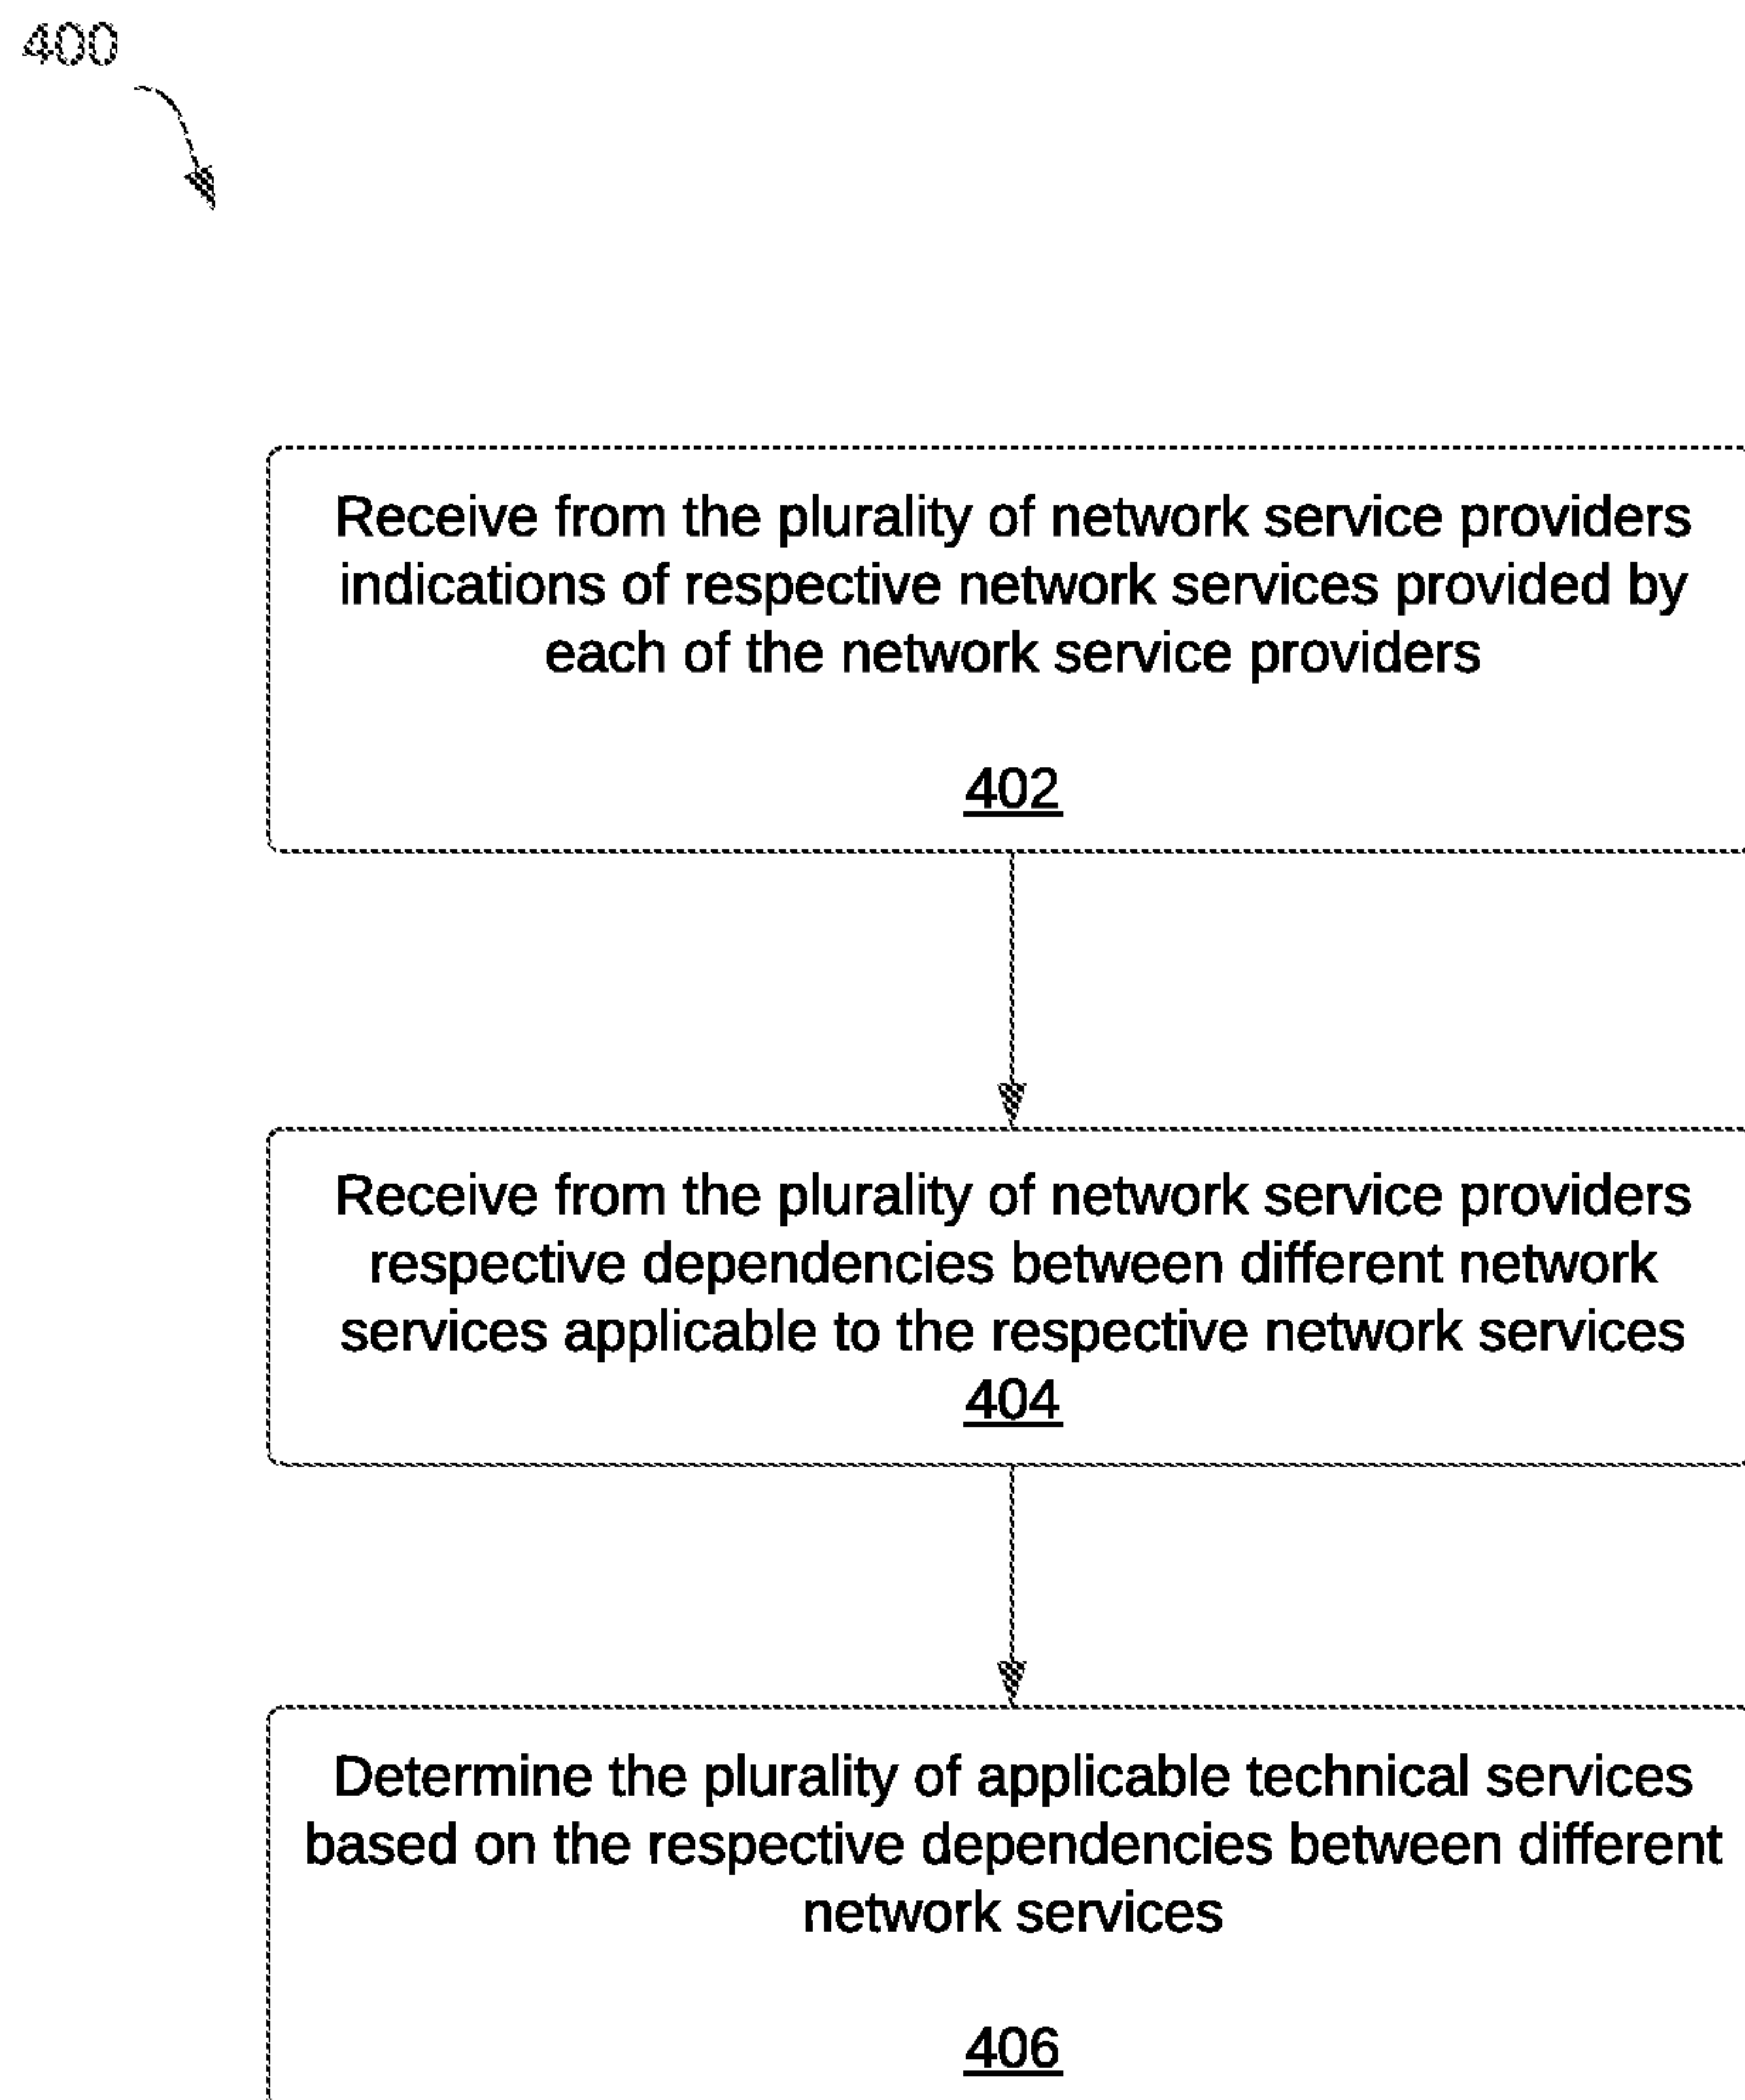 400
Receive from the plurality of network service providers
indications of respective network services provided by
each of the network service providers
402
Receive from the plurality of network service providers
respective dependencies between different network
services applicable to the respective network services
404
Determine the plurality of applicable technical services
based on the respective dependencies between different
network services
406